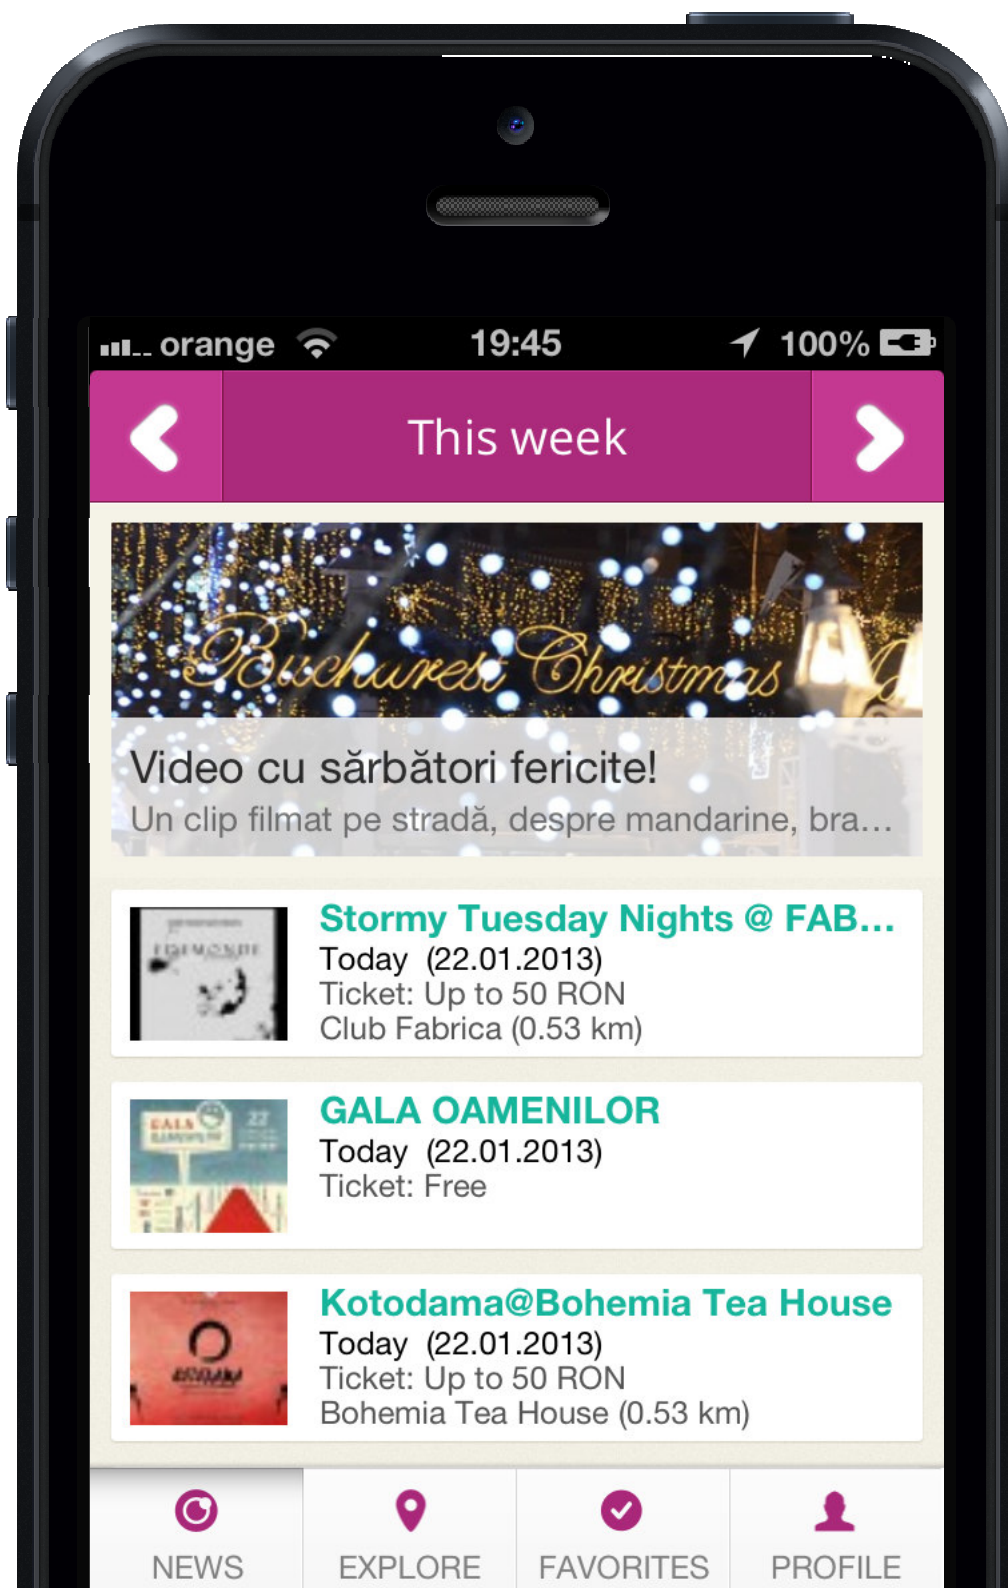 orange 19:45 100%
This week
Bucharest Christmas
Video cu sărbători fericite!
Un clip filmat pe stradă, despre mandarine, bra...
Stormy Tuesday Nights @ FAB...
Today (22.01.2013)
Ticket: Up to 50 RON
Club Fabrica (0.53 km)
GALA
22
GALA OAMENILOR
Today (22.01.2013)
Ticket: Free
Kotodama@Bohemia Tea House
Today (22.01.2013)
Ticket: Up to 50 RON
Bohemia Tea House (0.53 km)
NEWS EXPLORE FAVORITES PROFILE